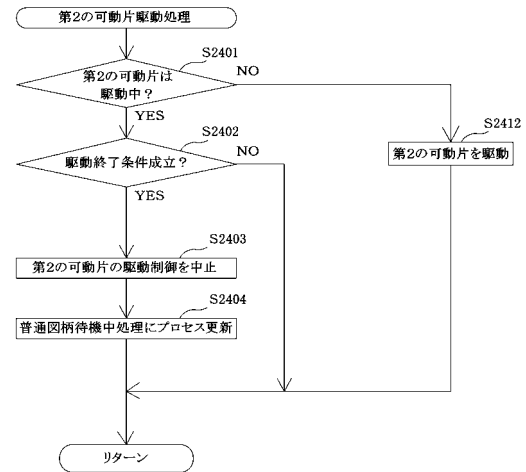 第2の可動片駆動処理
S2401
第2の可動片は
駆動中？
NO
YES
S2402
駆動終了条件成立？
NO
YES
S2412
第2の可動片を駆動
S2403
第2の可動片の駆動制御を中止
S2404
普通図柄待機中処理にプロセス更新
リターン